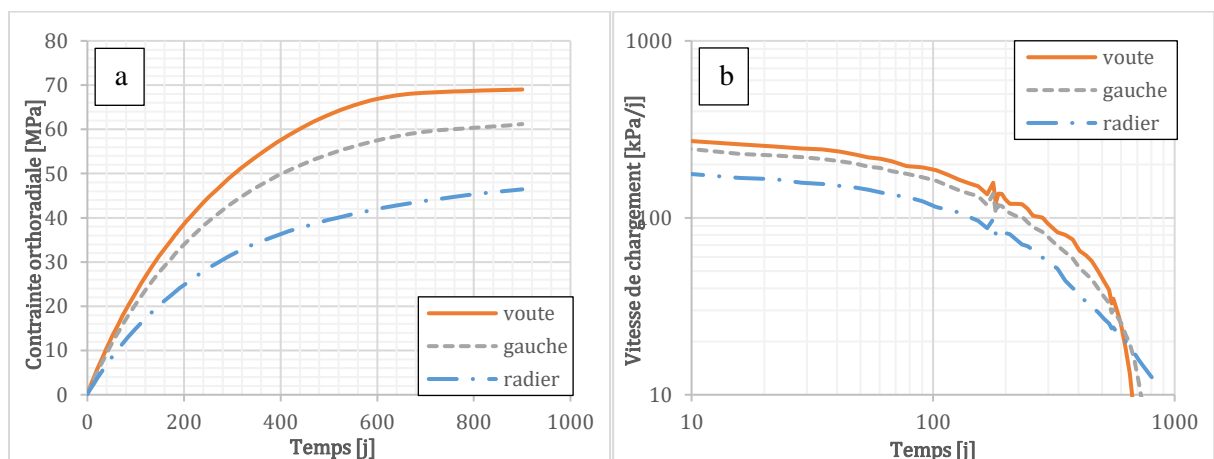 a
Contrainte orthoradiale [MPa]
80
70
60
50
40
30
20
10
0
0 200 400 600 800 1000
Temps [j]
voute
gauche
radier
b
Vitesse de chargement [kPa/j]
1000
100
10
10 100 1000
Temps [j]
voute
gauche
radier